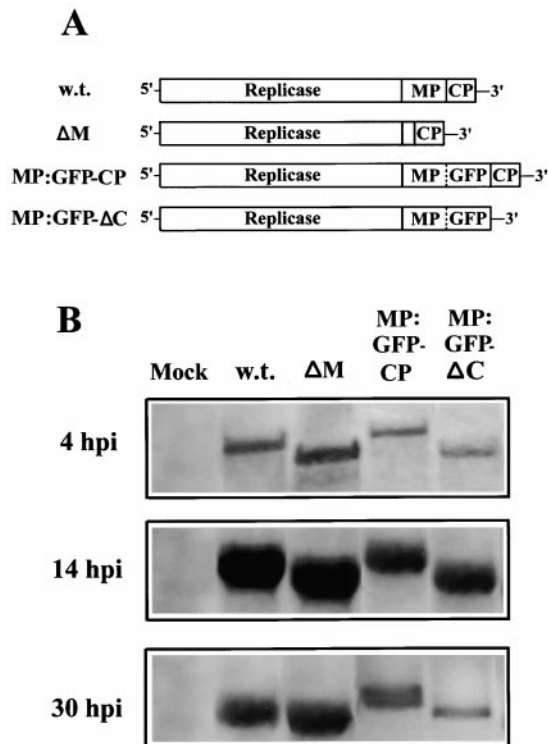 A
w.t. 5'- Replicase MP CP -3'
ΔM 5'- Replicase CP -3'
MP:GFP-CP 5'- Replicase MP GFP CP -3'
MP:GFP-ΔC 5'- Replicase MP GFP -3'
B
Mock w.t. ΔM MP:GFP-CP MP:GFP-ΔC
4 hpi
14 hpi
30 hpi